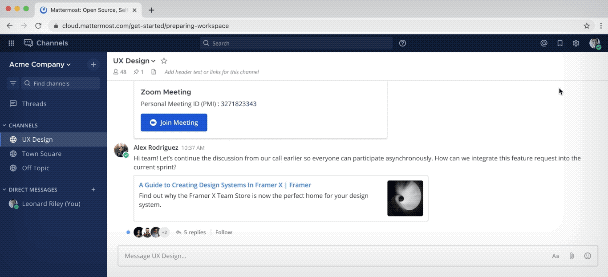 Mattermost: Open Source, Self
cloud.mattermost.com/get-started/preparing-workspace
Channels
Search
Acme Company
Find channels
Threads
CHANNELS
UX Design
Town Square
Off Topic
DIRECT MESSAGES
Leonard Riley (You)
UX Design
48
1
Add header text or links for this channel
Zoom Meeting
Personal Meeting ID (PMI) : 3271823343
Join Meeting
Alex Rodriguez 10:37 AM
Hi team! Let's continue the discussion from our call earlier so everyone can participate asynchronously. How can we integrate this feature request into the
current sprint?
A Guide to Creating Design Systems In Framer X | Framer
Find out why the Framer X Team Store is now the perfect home for your design
system.
5 replies
Follow
Message UX Design...
Aa